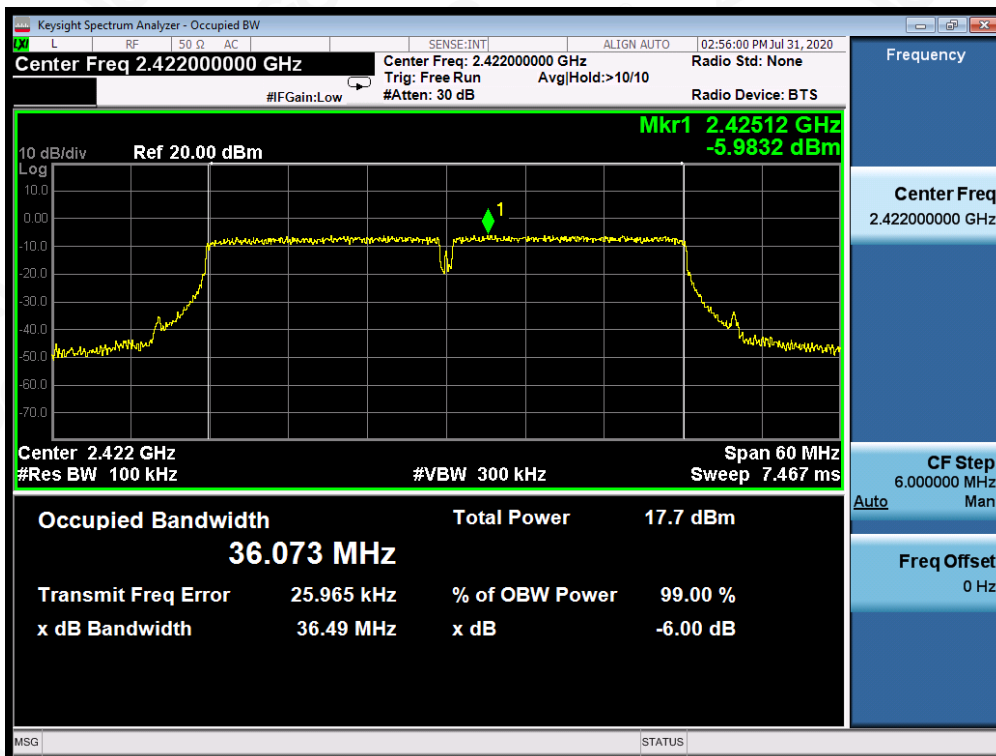 Keysight Spectrum Analyzer - Occupied BW
LXI L RF 50 Ω AC SENSE:INT ALIGN AUTO 02:56:00 PM Jul 31, 2020
Center Freq 2.422000000 GHz
#IFGain:Low
Center Freq: 2.422000000 GHz
Trig: Free Run Avg|Hold:>10/10
#Atten: 30 dB
Radio Std: None
Radio Device: BTS
Mkr1 2.42512 GHz
-5.9832 dBm
10 dB/div Ref 20.00 dBm
Log
10.0
0.00
-10.0
-20.0
-30.0
-40.0
-50.0
-60.0
-70.0
1
Center 2.422 GHz Span 60 MHz
#Res BW 100 kHz #VBW 300 kHz Sweep 7.467 ms
Occupied Bandwidth Total Power 17.7 dBm
36.073 MHz
Transmit Freq Error 25.965 kHz % of OBW Power 99.00 %
x dB Bandwidth 36.49 MHz x dB -6.00 dB
Frequency
Center Freq
2.422000000 GHz
CF Step
6.000000 MHz
Auto Man
Freq Offset
0 Hz
MSG STATUS